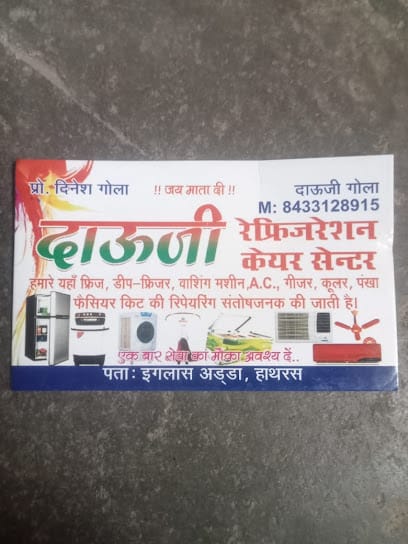 प्रो. दिनेश गोला !! जय माता दी !! दाऊजी गोला
M: 8433128915
दाऊजी रेफ्रिजरेशन
केयर सेन्टर
हमारे यहाँ फ्रिज, डीप-फ्रिजर, वाशिंग मशीन,A.C., गीजर, कूलर, पंखा
फेसियर किट की रिपेयरिंग संतोषजनक की जाती है।
एक बार सेवा का मौका अवश्य दें..
पता: इगलास अड्डा, हाथरस